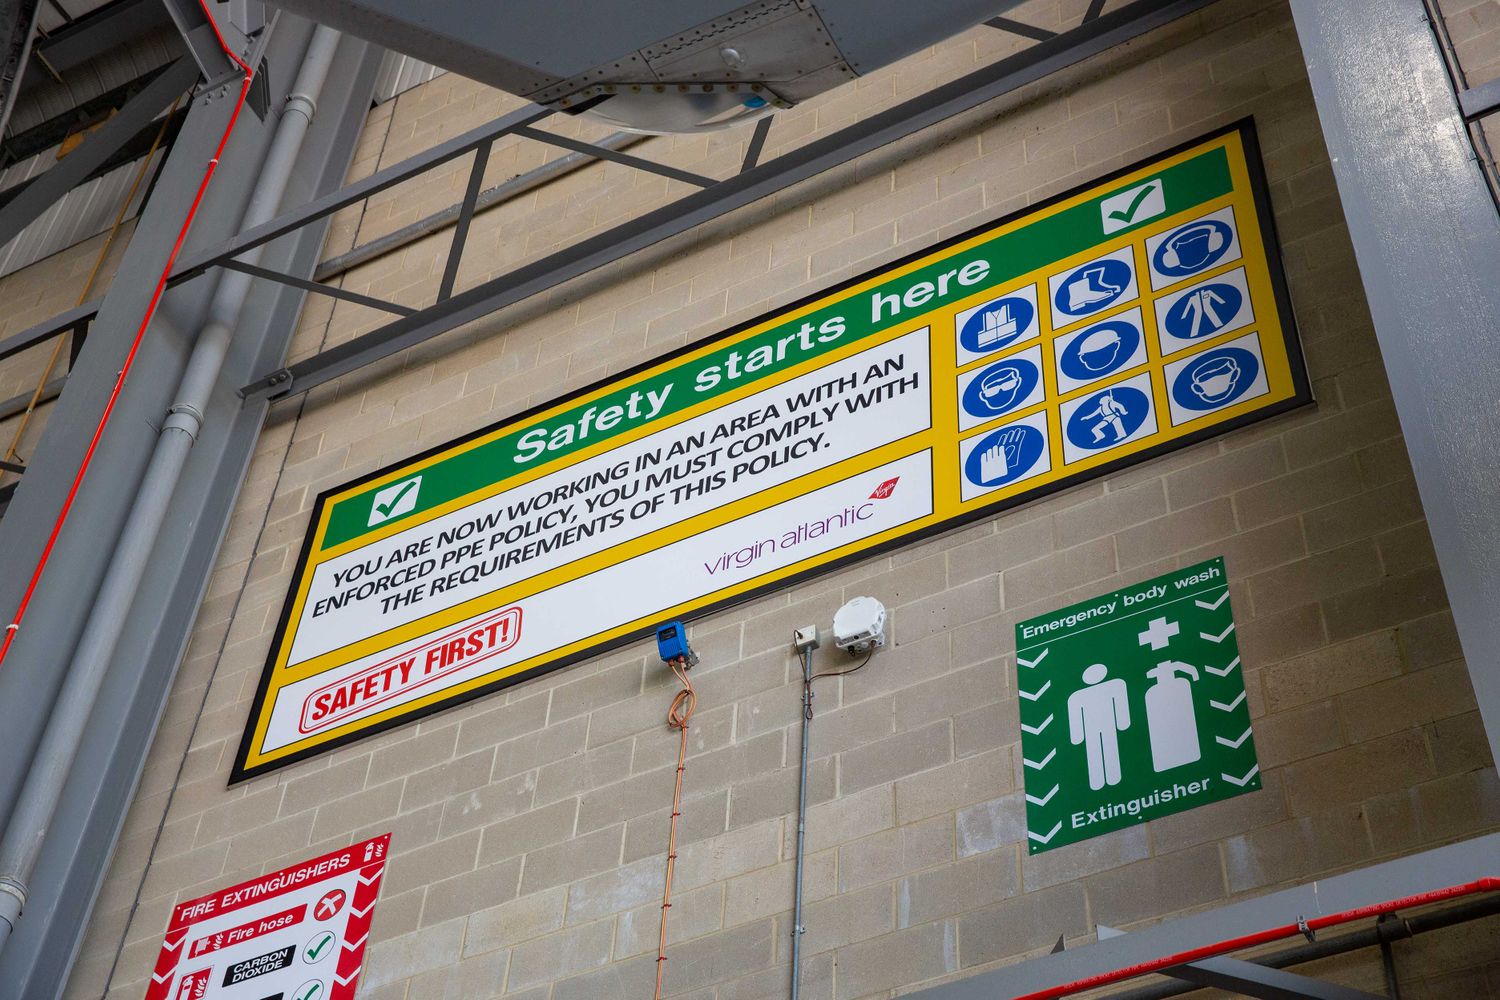 Safety starts here
YOU ARE NOW WORKING IN AN AREA WITH AN
ENFORCED PPE POLICY, YOU MUST COMPLY WITH
THE REQUIREMENTS OF THIS POLICY.
SAFETY FIRST!
virgin atlantic
Virgin
Emergency body wash
Extinguisher
FIRE EXTINGUISHERS
Fire hose
CARBON
DIOXIDE